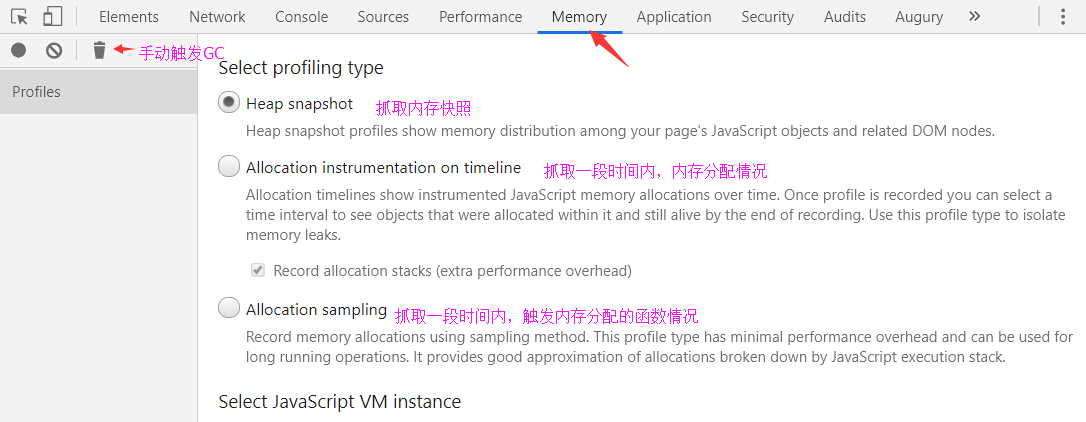 Elements Network Console Sources Performance Memory Application Security Audits Augury »
手动触发GC
Profiles
Select profiling type
Heap snapshot 抓取内存快照
Heap snapshot profiles show memory distribution among your page's JavaScript objects and related DOM nodes.
Allocation instrumentation on timeline 抓取一段时间内，内存分配情况
Allocation timelines show instrumented JavaScript memory allocations over time. Once profile is recorded you can select a
time interval to see objects that were allocated within it and still alive by the end of recording. Use this profile type to isolate
memory leaks.
Record allocation stacks (extra performance overhead)
Allocation sampling 抓取一段时间内，触发内存分配的函数情况
Record memory allocations using sampling method. This profile type has minimal performance overhead and can be used for
long running operations. It provides good approximation of allocations broken down by JavaScript execution stack.
Select JavaScript VM instance